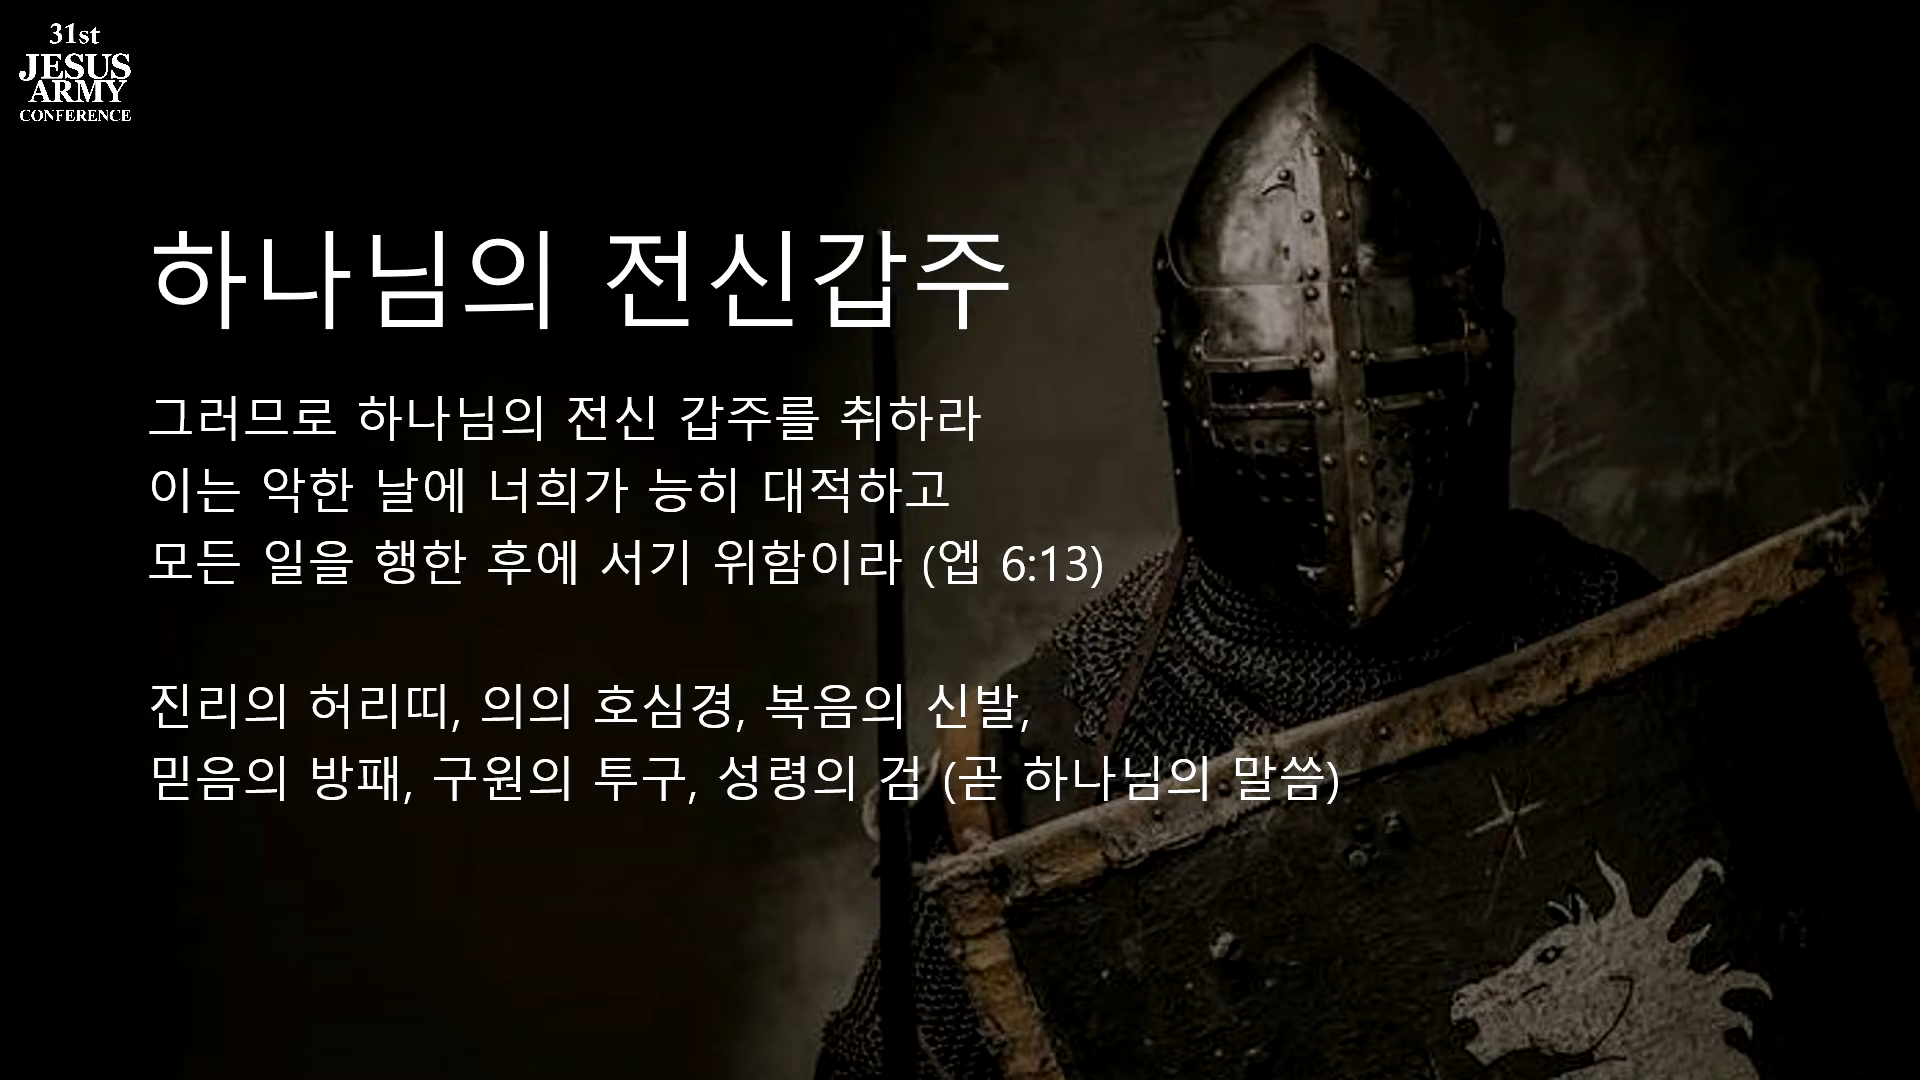 31st
JESUS
ARMY
CONFERENCE
하나님의 전신갑주
그러므로 하나님의 전신 갑주를 취하라
이는 악한 날에 너희가 능히 대적하고
모든 일을 행한 후에 서기 위함이라 (엡 6:13)
진리의 허리띠, 의의 호심경, 복음의 신발,
믿음의 방패, 구원의 투구, 성령의 검 (곧 하나님의 말씀)